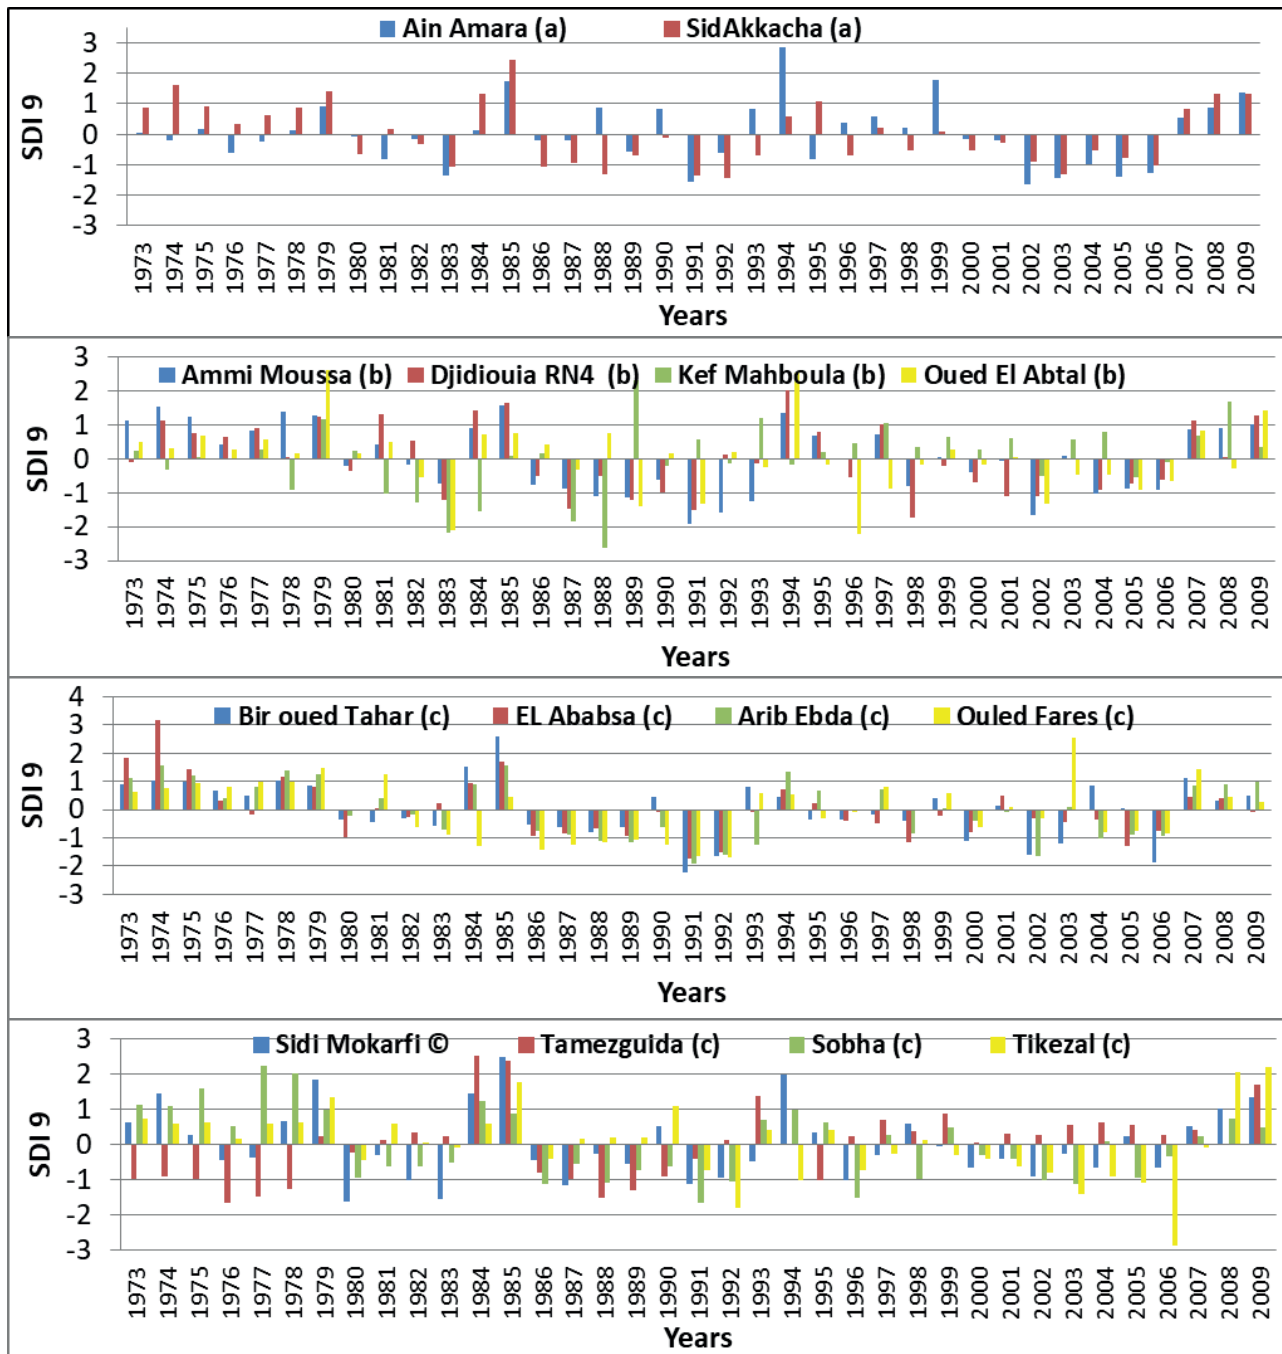 Ain Amara (a) SidAkkacha (a)
3
2
1
0
-1
-2
-3
SDI 9
1973 1974 1975 1976 1977 1978 1979 1980 1981 1982 1983 1984 1985 1986 1987 1988 1989 1990 1991 1992 1993 1994 1995 1996 1997 1998 1999 2000 2001 2002 2003 2004 2005 2006 2007 2008 2009
Years
3
2
1
0
-1
-2
-3
SDI 9
Ammi Moussa (b) Djidiouia RN4 (b) Kef Mahboula (b) Oued El Abtal (b)
1973 1974 1975 1976 1977 1978 1979 1980 1981 1982 1983 1984 1985 1986 1987 1988 1989 1990 1991 1992 1993 1994 1995 1996 1997 1998 1999 2000 2001 2002 2003 2004 2005 2006 2007 2008 2009
Years
4
3
2
1
0
-1
-2
-3
SDI 9
Bir oued Tahar (c) EL Ababsa (c) Arib Ebda (c) Ouled Fares (c)
1973 1974 1975 1976 1977 1978 1979 1980 1981 1982 1983 1984 1985 1986 1987 1988 1989 1990 1991 1992 1993 1994 1995 1996 1997 1998 1999 2000 2001 2002 2003 2004 2005 2006 2007 2008 2009
Years
3
2
1
0
-1
-2
-3
SDI 9
Sidi Mokarfi © Tamezguida (c) Sobha (c) Tikezal (c)
1973 1974 1975 1976 1977 1978 1979 1980 1981 1982 1983 1984 1985 1986 1987 1988 1989 1990 1991 1992 1993 1994 1995 1996 1997 1998 1999 2000 2001 2002 2003 2004 2005 2006 2007 2008 2009
Years